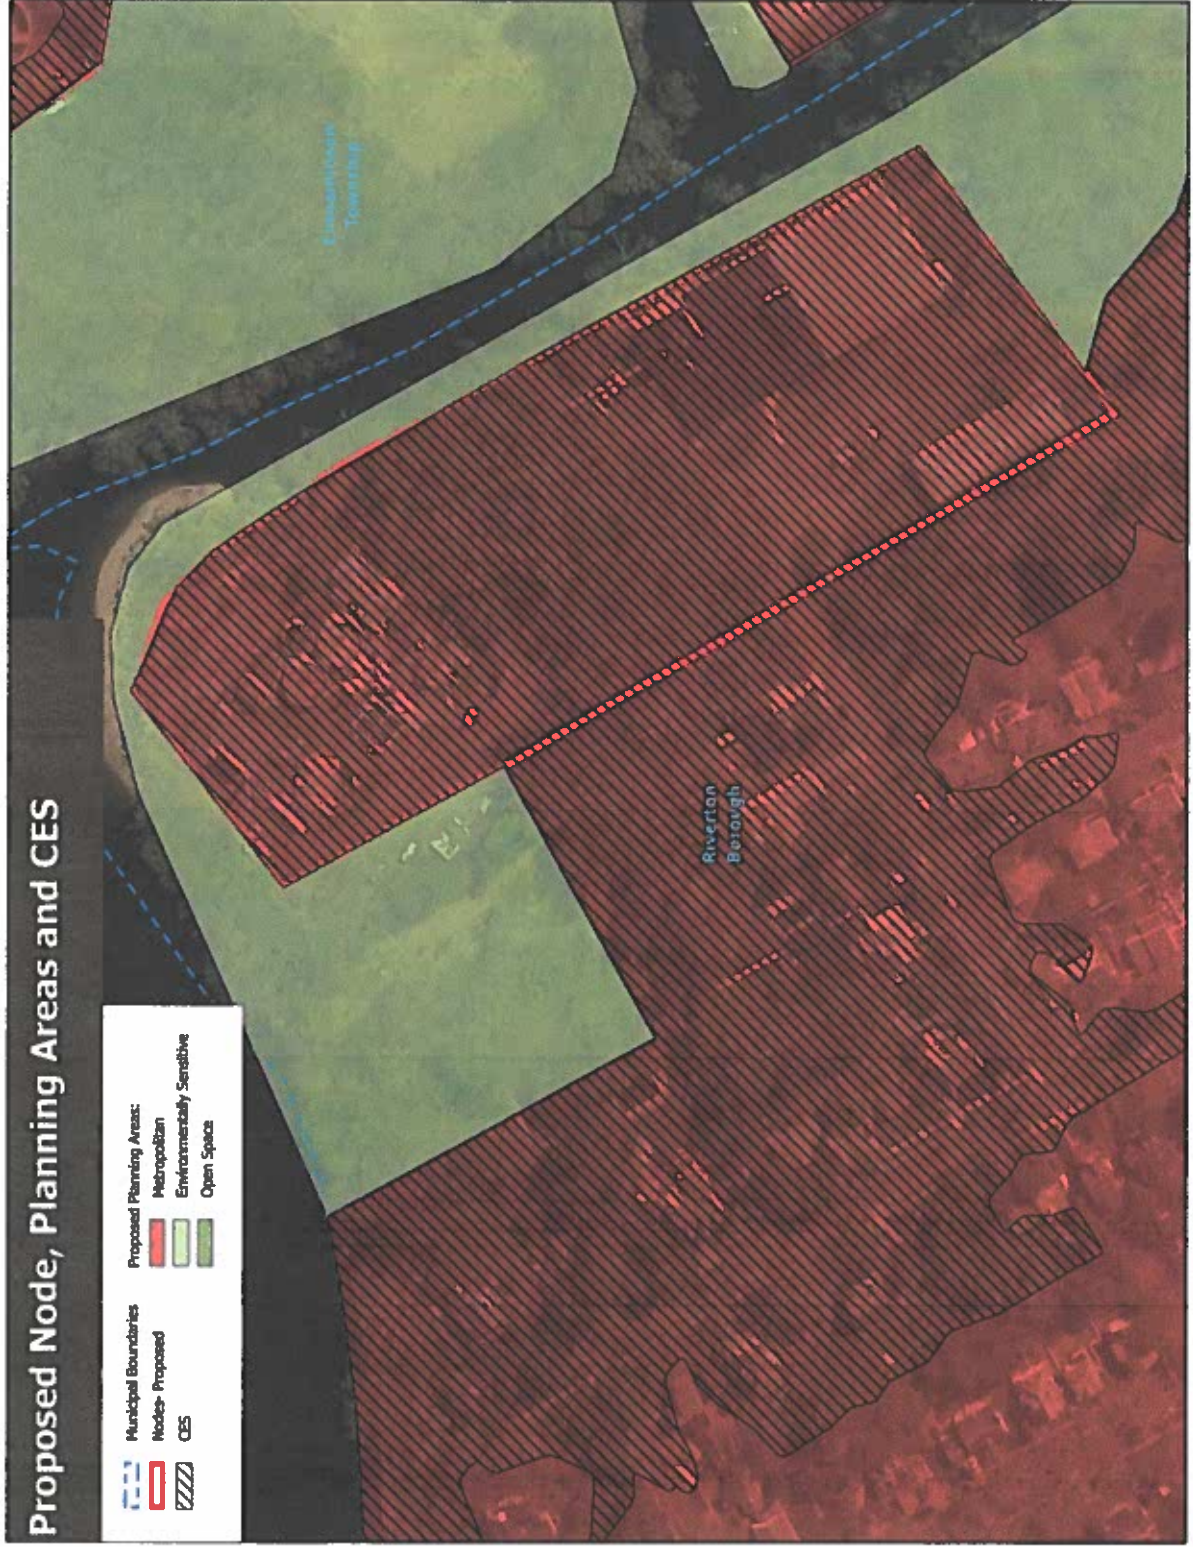 Proposed Node, Planning Areas and CES
Municipal Boundaries
Nodes- Proposed
CES
Proposed Planning Areas:
Metropolitan
Environmentally Sensitive
Open Space
Township
Riverton
Borough